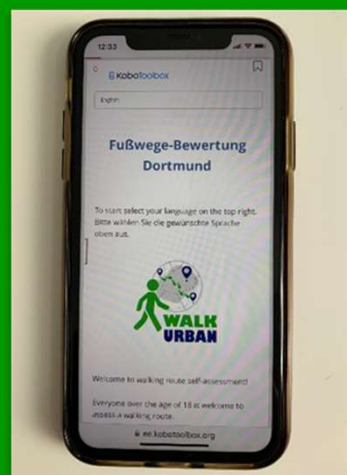 12:33
KoboToolbox
English
Fußwege-Bewertung
Dortmund
To start select your language on the top right.
Bitte wählen Sie die gewünschte Sprache
oben aus.
WALK
URBAN
Welcome to walking route self-assessment!
Everyone over the age of 18 is welcome to
assess a walking route.
ee.kobotoolbox.org